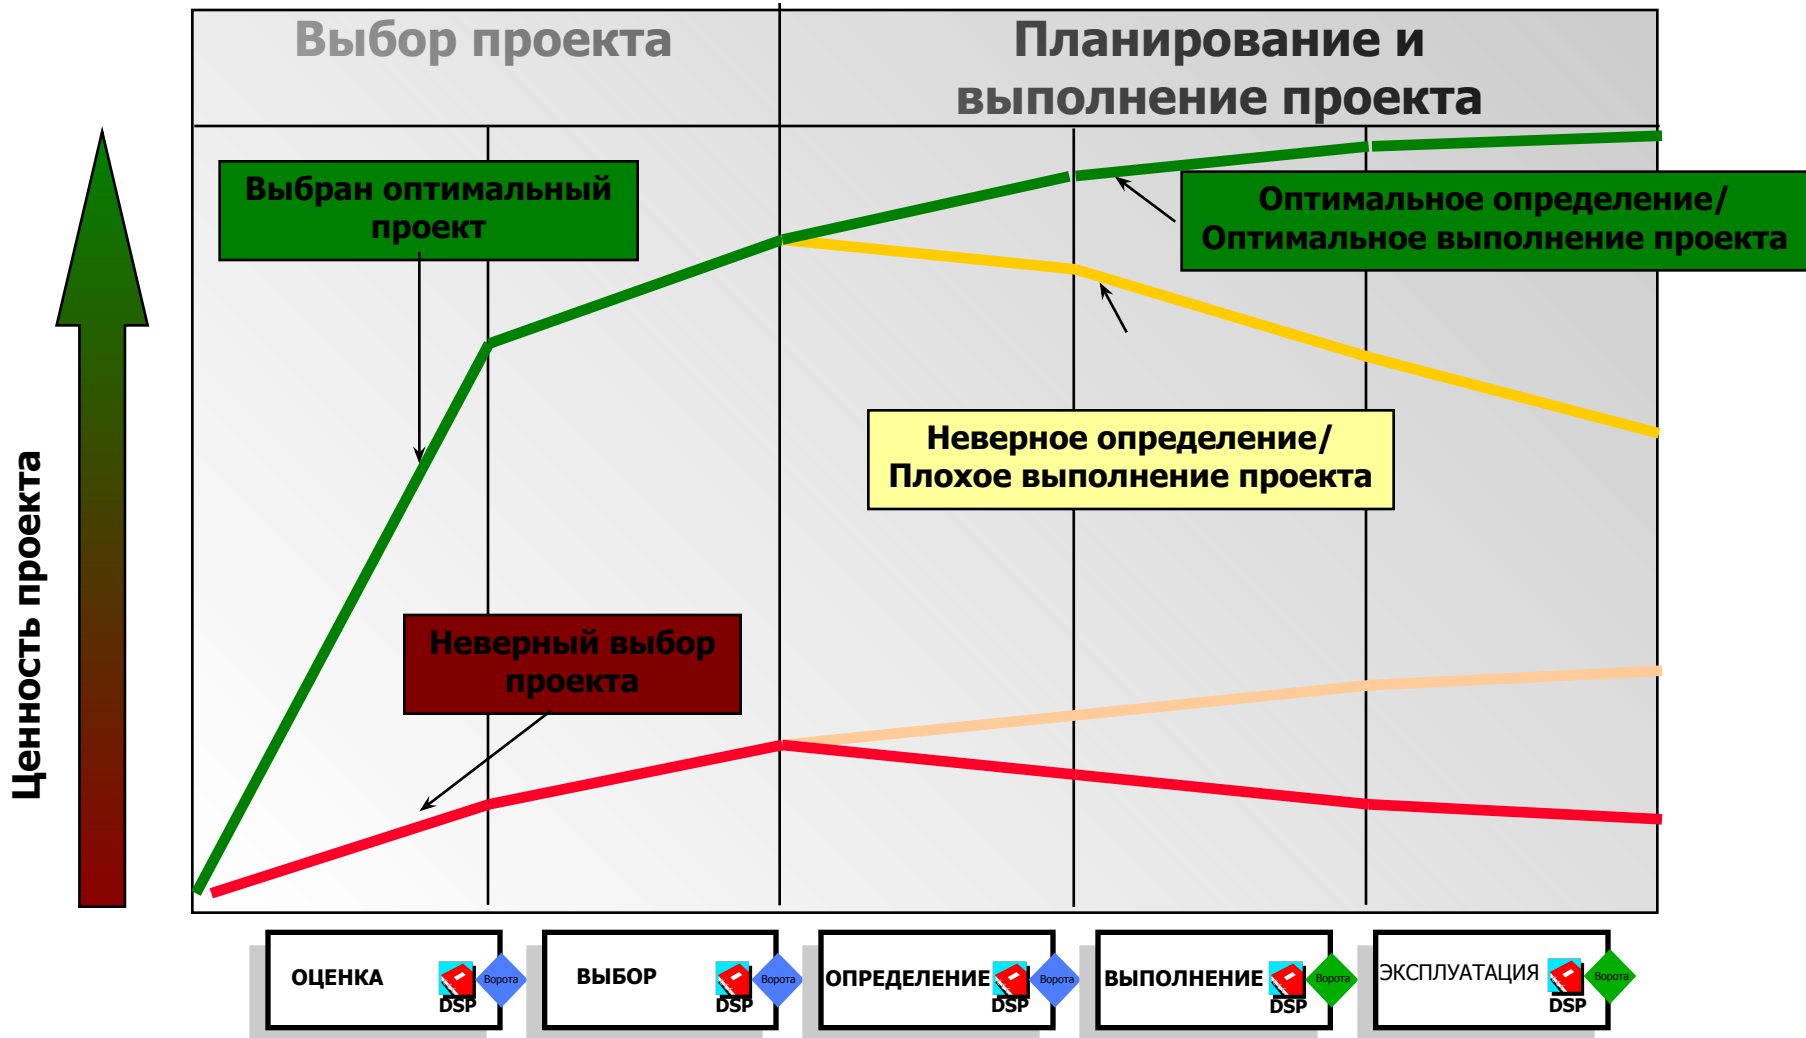 Выбор проекта
Планирование и
выполнение проекта
Выбран оптимальный
проект
Оптимальное определение/
Оптимальное выполнение проекта
Неверное определение/
Плохое выполнение проекта
Неверный выбор
проекта
Ценность проекта
ОЦЕНКА
DSP
Ворота
ВЫБОР
DSP
Ворота
ОПРЕДЕЛЕНИЕ
DSP
Ворота
ВЫПОЛНЕНИЕ
DSP
Ворота
ЭКСПЛУАТАЦИЯ
DSP
Ворота